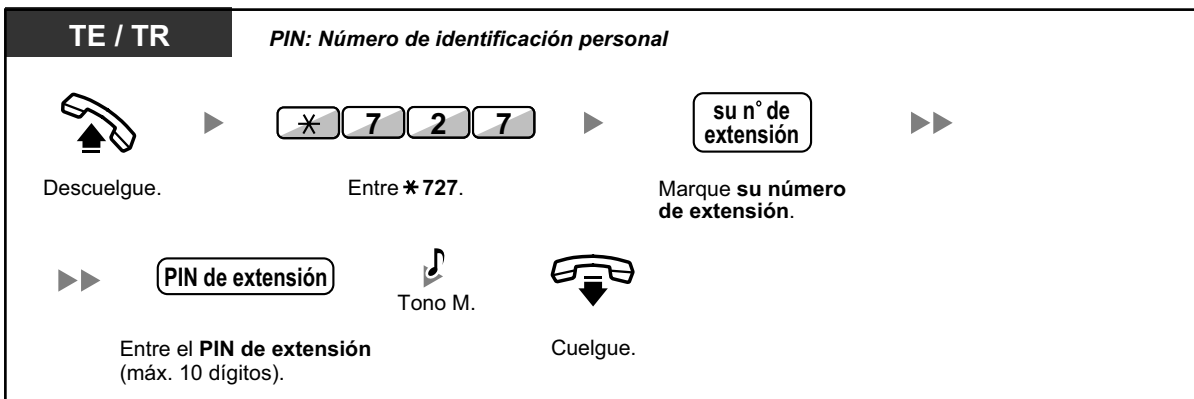 TE / TR
PIN: Número de identificación personal
* 7 2 7
su n° de
extensión
Descuelgue.
Entre *727.
Marque su número
de extensión.
PIN de extensión
Tono M.
Entre el PIN de extensión
(máx. 10 dígitos).
Cuelgue.